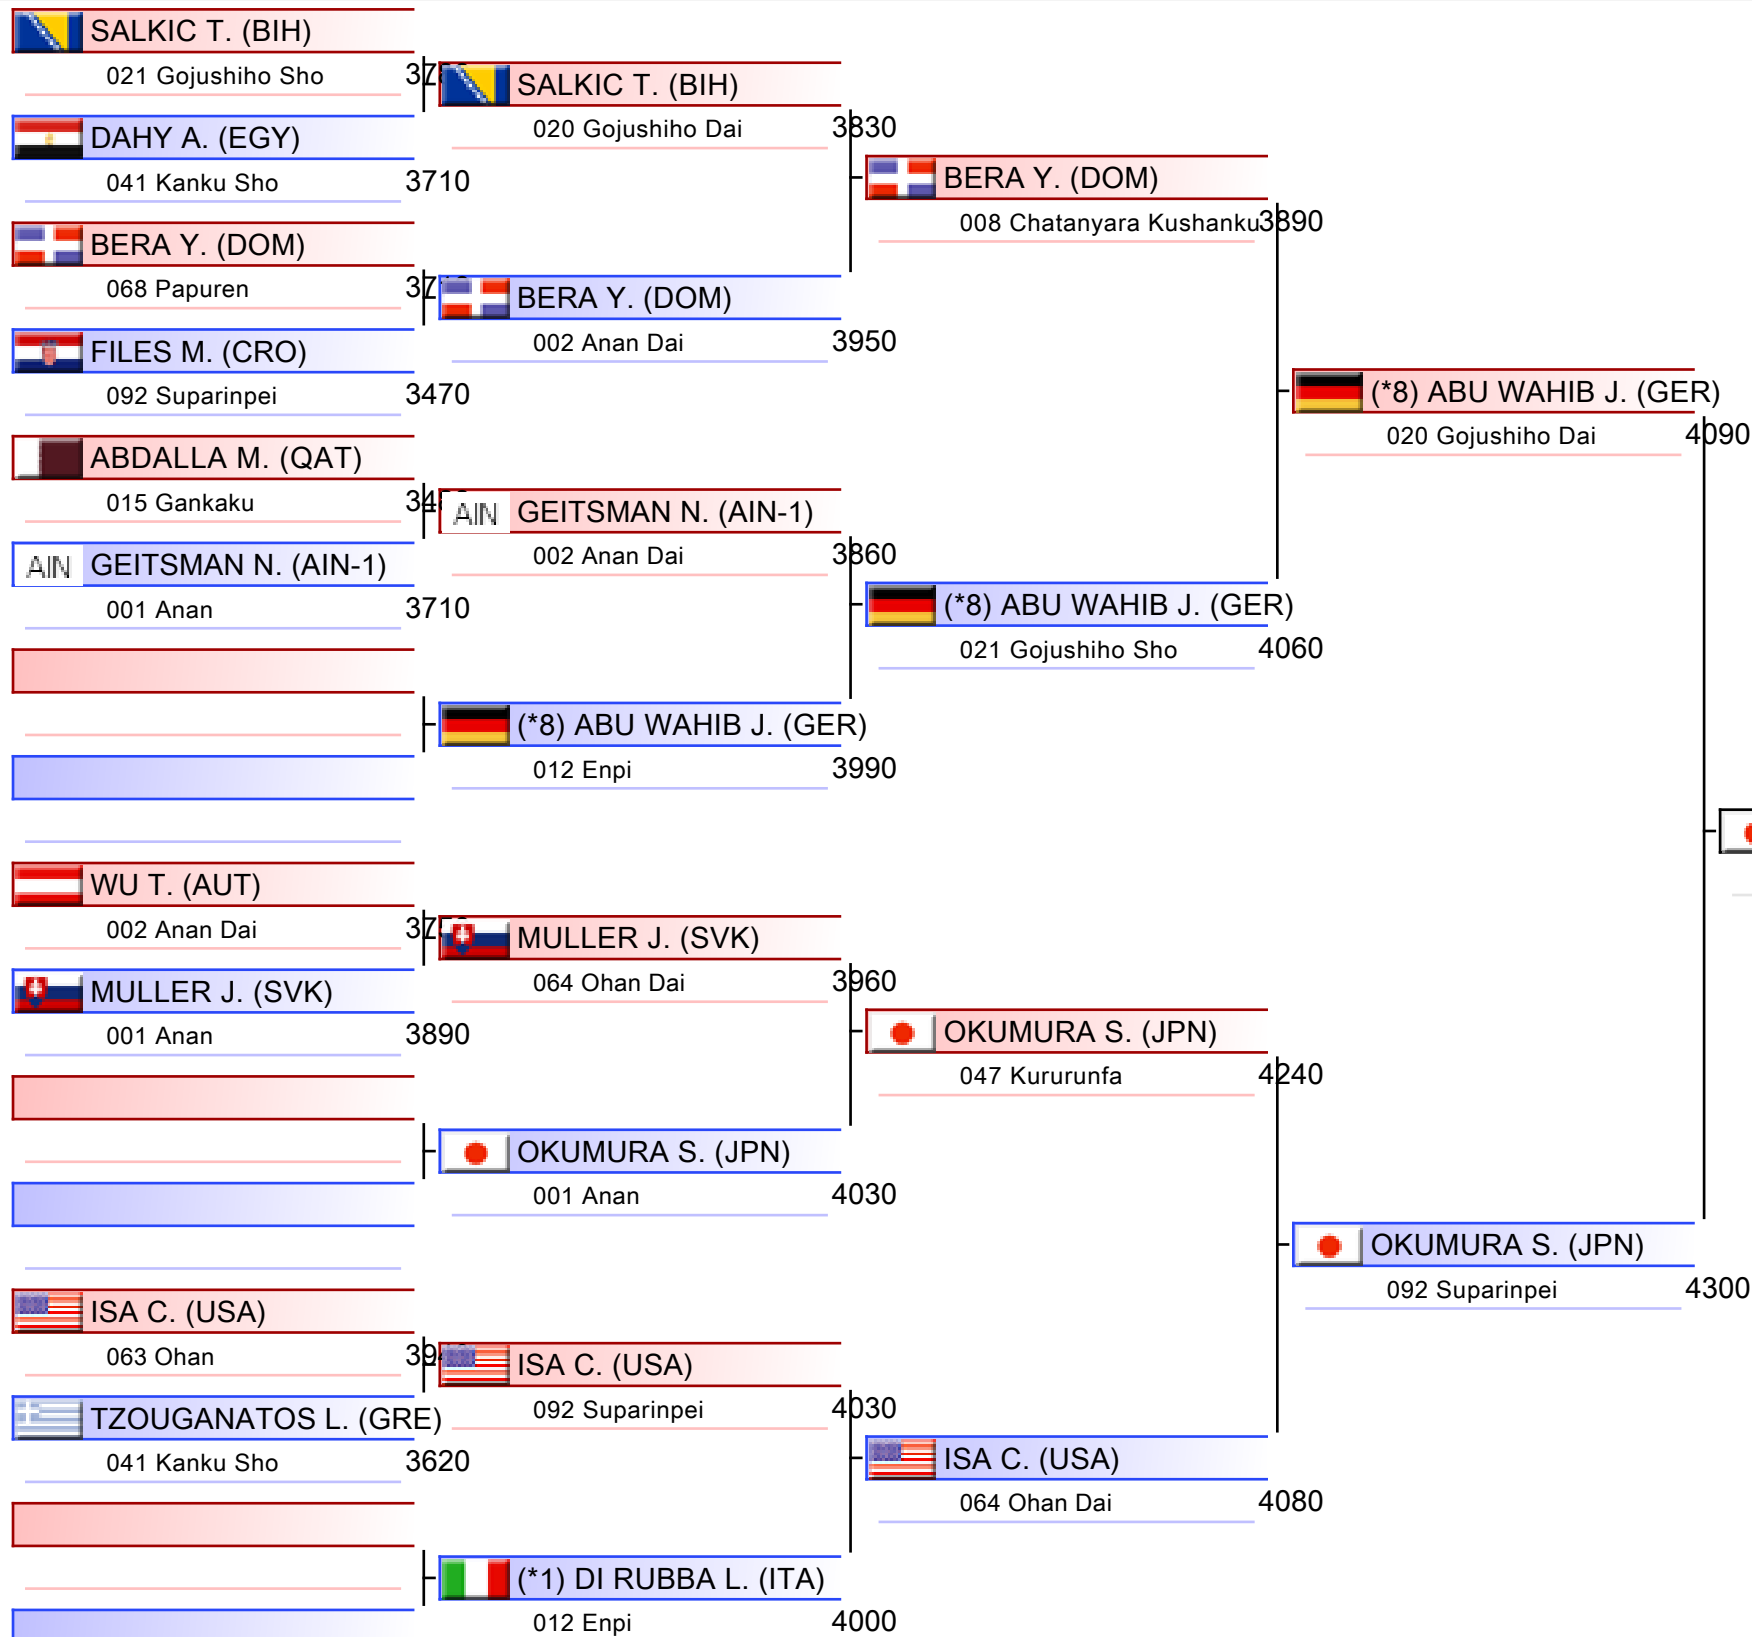 SALKIC T. (BIH)
021 Gojushiho Sho
DAHY A. (EGY)
041 Kanku Sho 3710
BERA Y. (DOM)
068 Papuren
FILES M. (CRO)
092 Suparinpei 3470
ABDALLA M. (QAT)
015 Gankaku
AIN GEITSMAN N. (AIN-1)
001 Anan 3710
WU T. (AUT)
002 Anan Dai
MULLER J. (SVK)
001 Anan 3890
ISA C. (USA)
063 Ohan
TZOUGANATOS L. (GRE)
041 Kanku Sho 3620
SALKIC T. (BIH)
020 Gojushiho Dai 3830
BERA Y. (DOM)
002 Anan Dai 3950
AIN GEITSMAN N. (AIN-1)
002 Anan Dai 3860
(*8) ABU WAHIB J. (GER)
012 Enpi 3990
MULLER J. (SVK)
064 Ohan Dai 3960
OKUMURA S. (JPN)
001 Anan 4030
ISA C. (USA)
092 Suparinpei 4030
(*1) DI RUBBA L. (ITA)
012 Enpi 4000
BERA Y. (DOM)
008 Chatanyara Kushanku 3890
(*8) ABU WAHIB J. (GER)
021 Gojushiho Sho 4060
OKUMURA S. (JPN)
047 Kururunfa 4240
ISA C. (USA)
064 Ohan Dai 4080
(*8) ABU WAHIB J. (GER)
020 Gojushiho Dai 4090
OKUMURA S. (JPN)
092 Suparinpei 4300